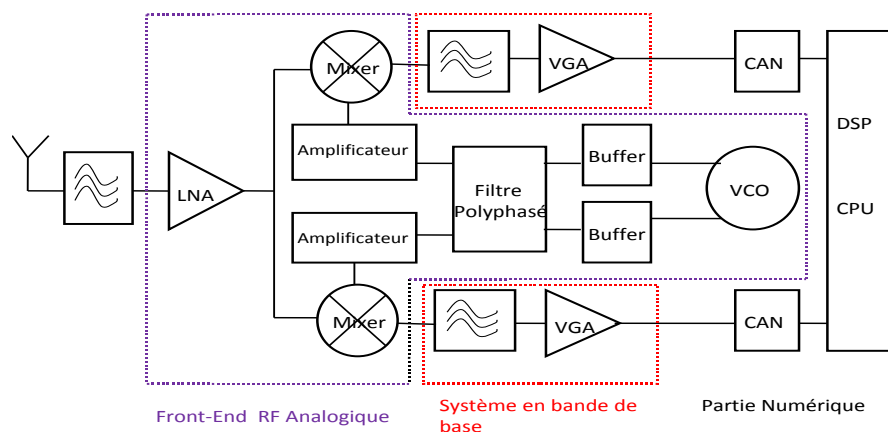 Mixer
VGA
CAN
Amplificateur
Buffer
DSP
LNA
Filtre
Polyphasé
VCO
CPU
Amplificateur
Buffer
Mixer
VGA
CAN
Front-End RF Analogique
Système en bande de
base
Partie Numérique